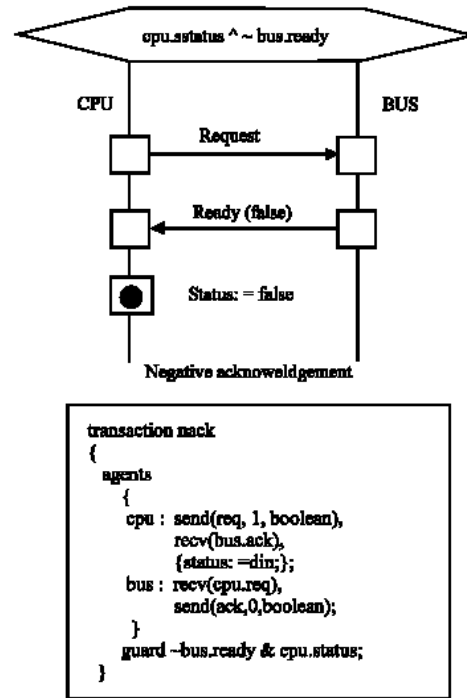 cpu.sstatus ^ ~ bus.ready
CPU
BUS
Request
Ready (false)
Status: = false
Negative acknoweldgement
transaction nack
{
agents
{
cpu : send(req, 1, boolean),
recv(bus.ack),
{status: =din;};
bus : recv(cpu.req),
send(ack,0,boolean);
}
guard ~bus.ready & cpu.status;
}